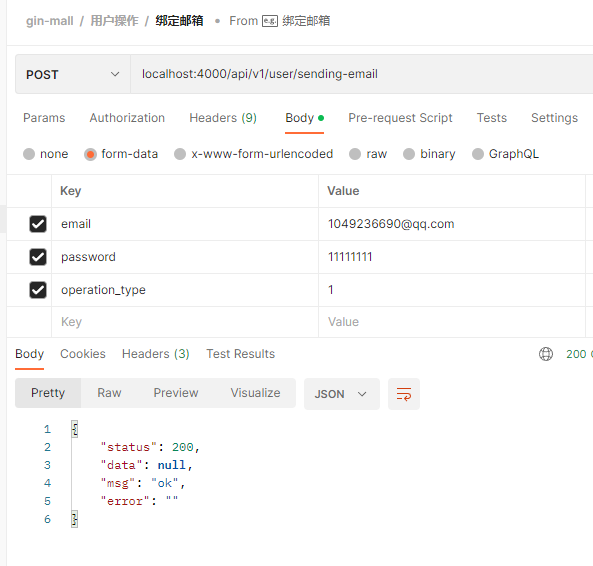 gin-mall / 用户操作 / 绑定邮箱 From e.g. 绑定邮箱
POST localhost:4000/api/v1/user/sending-email
Params Authorization Headers (9) Body Pre-request Script Tests Settings
none form-data x-www-form-urlencoded raw binary GraphQL
Key Value
email 1049236690@qq.com
password 11111111
operation_type 1
Key Value
Body Cookies Headers (3) Test Results 200
Pretty Raw Preview Visualize JSON
1 {
2 "status": 200,
3 "data": null,
4 "msg": "ok",
5 "error": ""
6 }